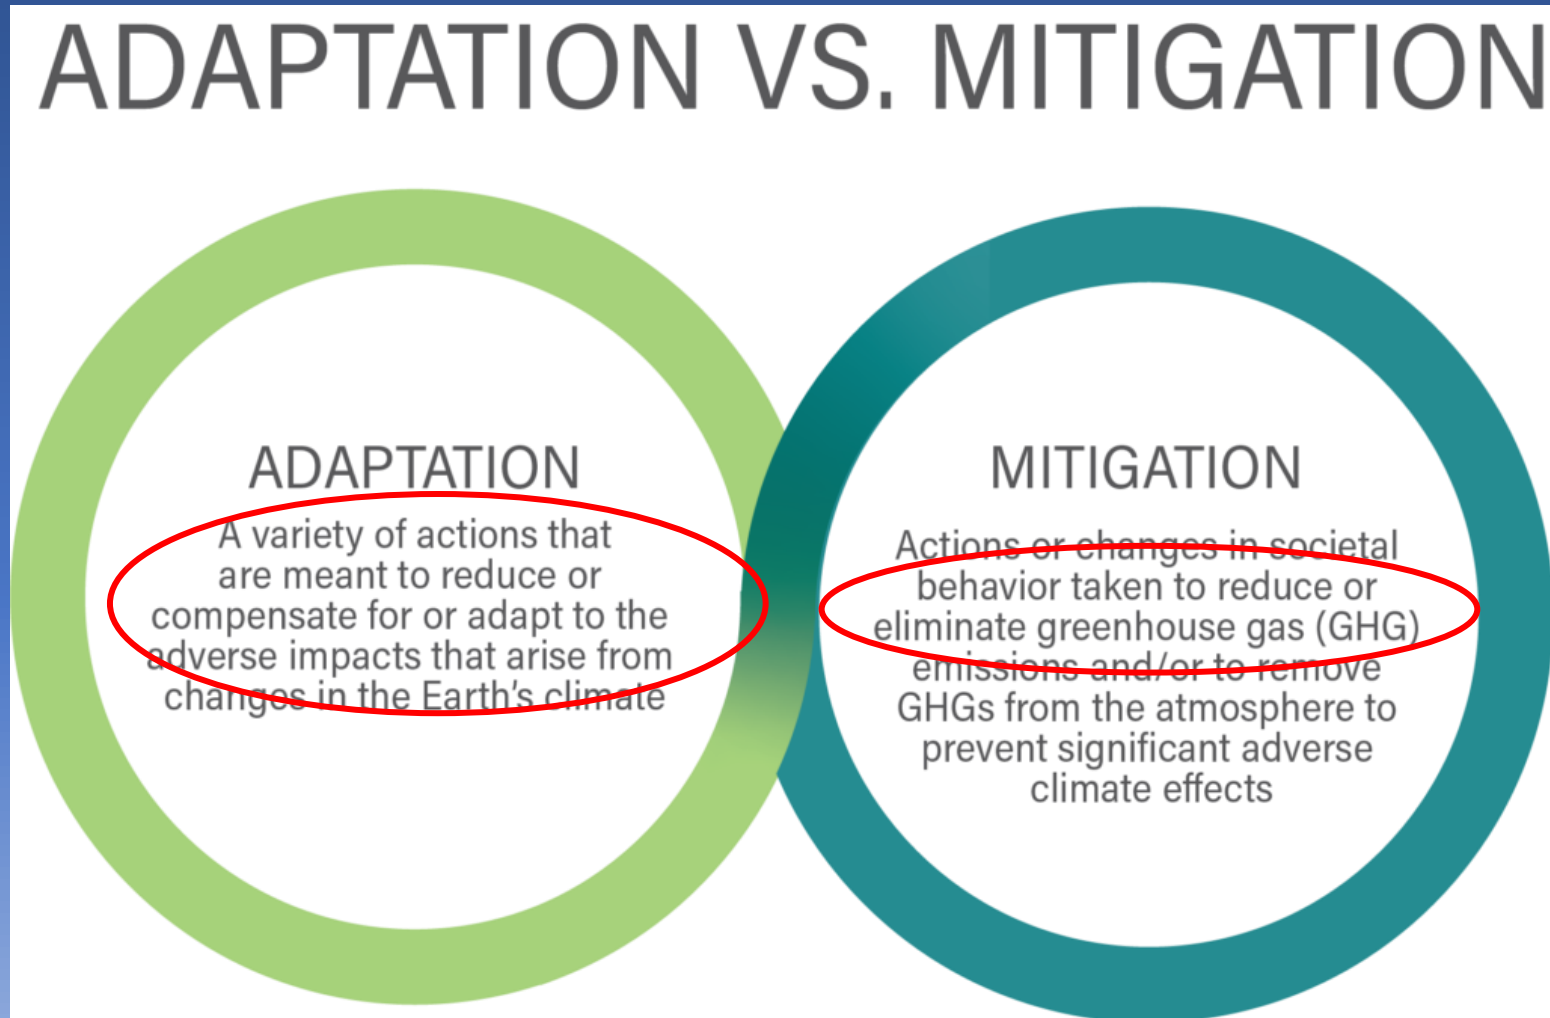 ADAPTATION VS. MITIGATION
ADAPTATION
A variety of actions that
are meant to reduce or
compensate for or adapt to the
adverse impacts that arise from
changes in the Earth's climate
MITIGATION
Actions or changes in societal
behavior taken to reduce or
eliminate greenhouse gas (GHG)
emissions and/or to remove
GHGs from the atmosphere to
prevent significant adverse
climate effects